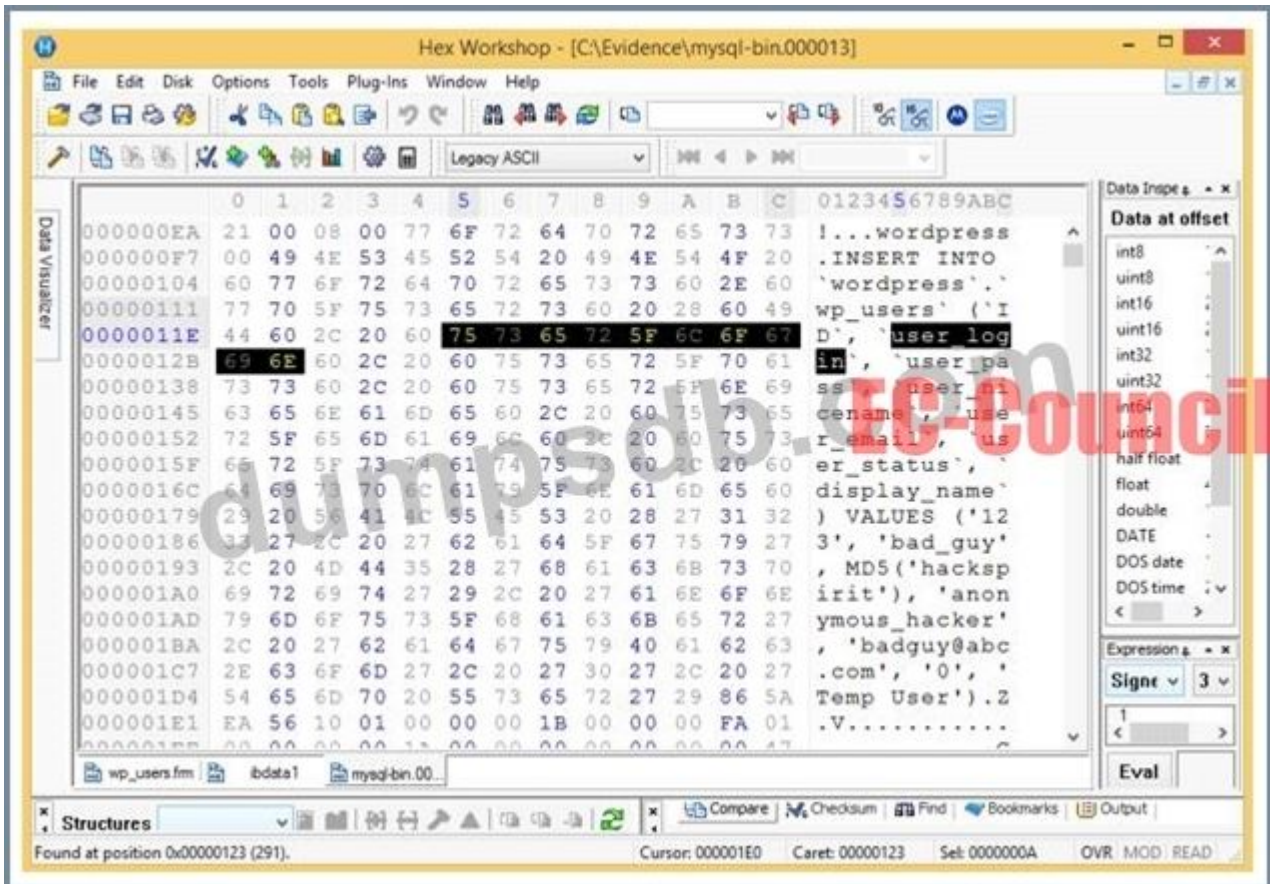 Hex Workshop - [C:\Evidence\mysql-bin.000013]
File Edit Disk Options Tools Plug-Ins Window Help
Legacy ASCII
Data Visualizer
0 1 2 3 4 5 6 7 8 9 A B C 0123456789ABC
000000EA 21 00 08 00 77 6F 72 64 70 72 65 73 73 !...wordpress
000000F7 00 49 4E 53 45 52 54 20 49 4E 54 4F 20 .INSERT INTO
00000104 60 77 6F 72 64 70 72 65 73 73 60 2E 60 `wordpress`.`
00000111 77 70 5F 75 73 65 72 73 60 20 28 60 49 wp_users` (`I
0000011E 44 60 2C 20 60 75 73 65 72 5F 6C 6F 67 D`, `user_log
0000012B 69 6E 60 2C 20 60 75 73 65 72 5F 70 61 in`, `user_pa
00000138 73 73 60 2C 20 60 75 73 65 72 5F 6E 69 ss`, `user_ni
00000145 63 65 6E 61 6D 65 60 2C 20 60 75 73 65 cename`, `use
00000152 72 5F 65 6D 61 69 6C 60 2C 20 60 75 73 r_email`, `us
0000015F 65 72 5F 73 74 61 74 75 73 60 2C 20 60 er_status`, `
0000016C 64 69 73 70 6C 61 79 5F 6E 61 6D 65 60 display_name`
00000179 29 20 56 41 4C 55 45 53 20 28 27 31 32 ) VALUES ('12
00000186 33 27 2C 20 27 62 61 64 5F 67 75 79 27 3', 'bad_guy'
00000193 2C 20 4D 44 35 28 27 68 61 63 6B 73 70 , MD5('hacksp
000001A0 69 72 69 74 27 29 2C 20 27 61 6E 6F 6E irit'), 'anon
000001AD 79 6D 6F 75 73 5F 68 61 63 6B 65 72 27 ymous_hacker'
000001BA 2C 20 27 62 61 64 67 75 79 40 61 62 63 , 'badguy@abc
000001C7 2E 63 6F 6D 27 2C 20 27 30 27 2C 20 27 .com', '0', '
000001D4 54 65 6D 70 20 55 73 65 72 27 29 86 5A Temp User').Z
000001E1 EA 56 10 01 00 00 00 1B 00 00 00 FA 01 .V...........
Data Inspe
Data at offset
int8
uint8
int16
uint16
int32
uint32
int64
uint64
half float
float
double
DATE
DOS date
DOS time
Expression
Signe 3
1
Eval
dumpsdb.com
EC-Council
wp_users.frm ibdata1 mysql-bin.00...
Structures
Compare Checksum Find Bookmarks Output
Found at position 0x00000123 (291). Cursor: 000001E0 Caret: 00000123 Sel: 0000000A OVR MOD READ